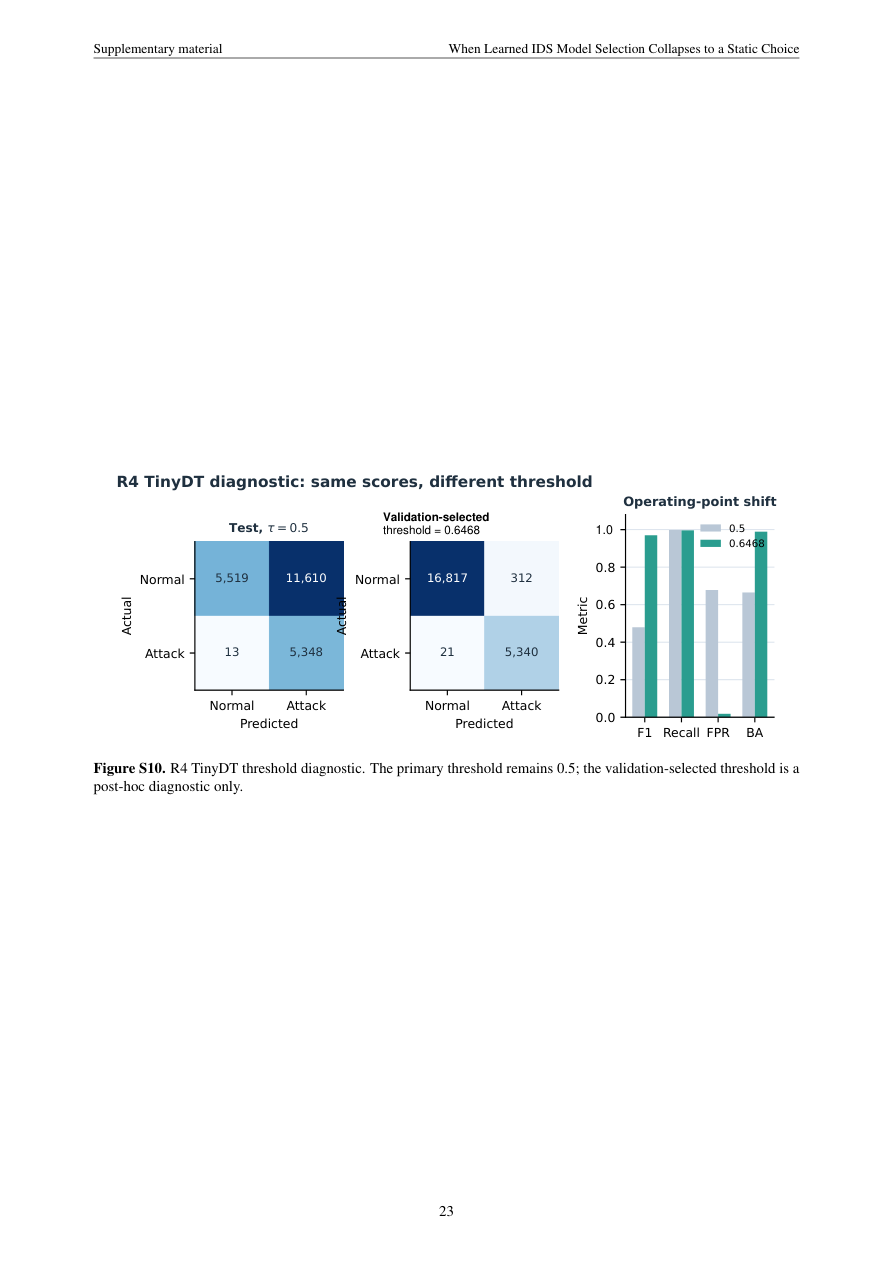 Supplementary material
When Learned IDS Model Selection Collapses to a Static Choice
R4 TinyDT diagnostic: same scores, different threshold
Test, τ = 0.5
Actual
Normal
Attack
5,519
11,610
13
5,348
Normal
Attack
Predicted
Validation-selected
threshold = 0.6468
Actual
Normal
Attack
16,817
312
21
5,340
Normal
Attack
Predicted
Operating-point shift
0.5
0.6468
Metric
1.0
0.8
0.6
0.4
0.2
0.0
F1
Recall
FPR
BA
Figure S10. R4 TinyDT threshold diagnostic. The primary threshold remains 0.5; the validation-selected threshold is a
post-hoc diagnostic only.
23